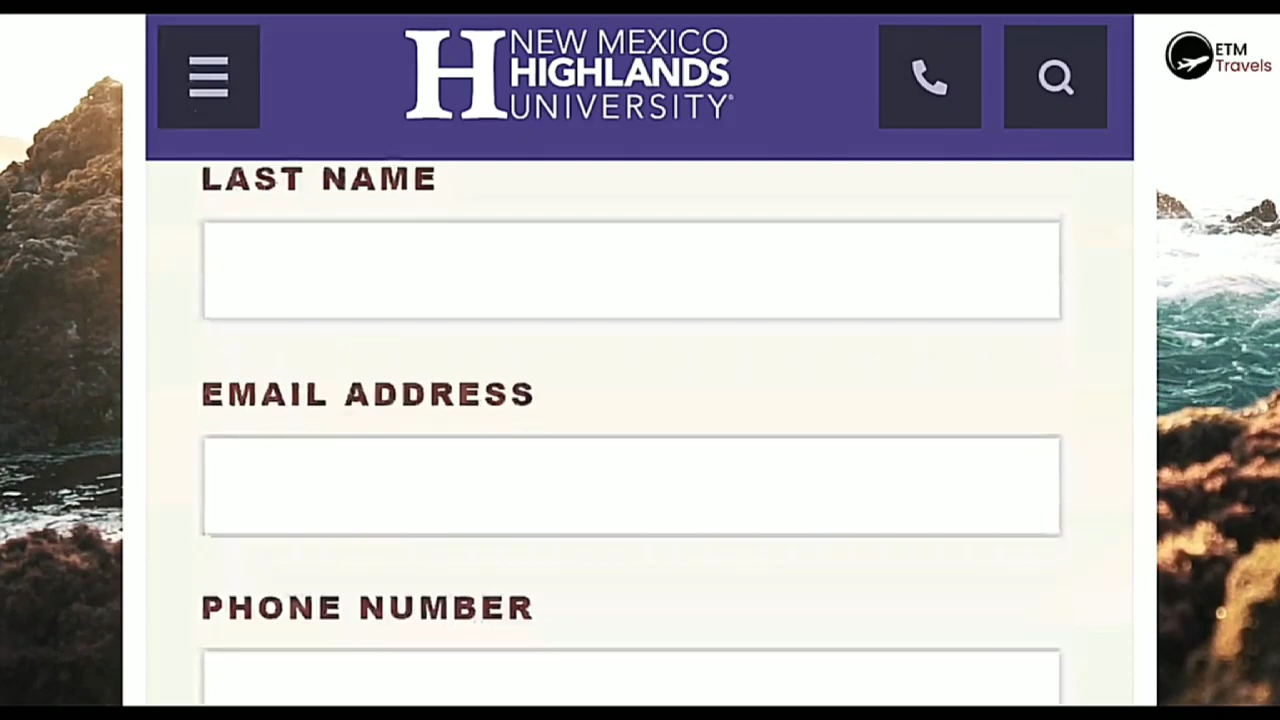 NEW MEXICO
HIGHLANDS
UNIVERSITY
ETM
Travels
LAST NAME
EMAIL ADDRESS
PHONE NUMBER